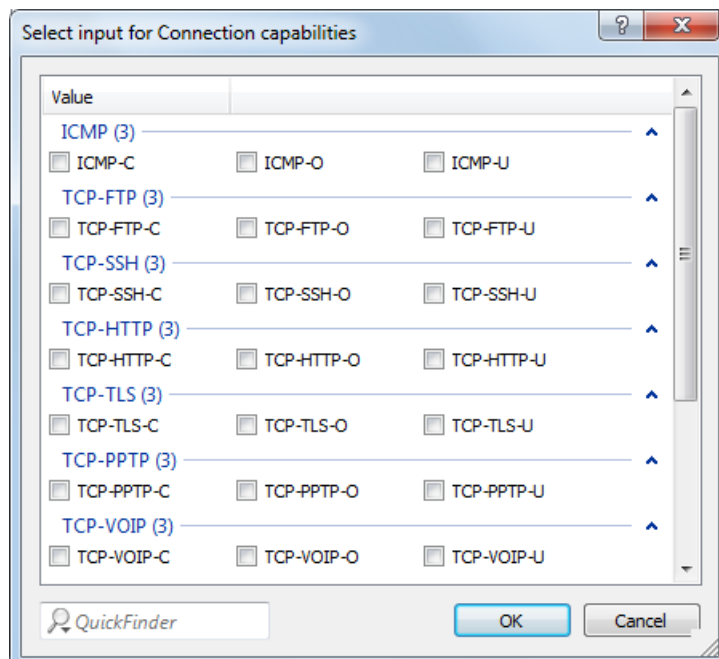 Select input for Connection capabilities
Value
ICMP (3)
ICMP-C ICMP-O ICMP-U
TCP-FTP (3)
TCP-FTP-C TCP-FTP-O TCP-FTP-U
TCP-SSH (3)
TCP-SSH-C TCP-SSH-O TCP-SSH-U
TCP-HTTP (3)
TCP-HTTP-C TCP-HTTP-O TCP-HTTP-U
TCP-TLS (3)
TCP-TLS-C TCP-TLS-O TCP-TLS-U
TCP-PPTP (3)
TCP-PPTP-C TCP-PPTP-O TCP-PPTP-U
TCP-VOIP (3)
TCP-VOIP-C TCP-VOIP-O TCP-VOIP-U
QuickFinder OK Cancel